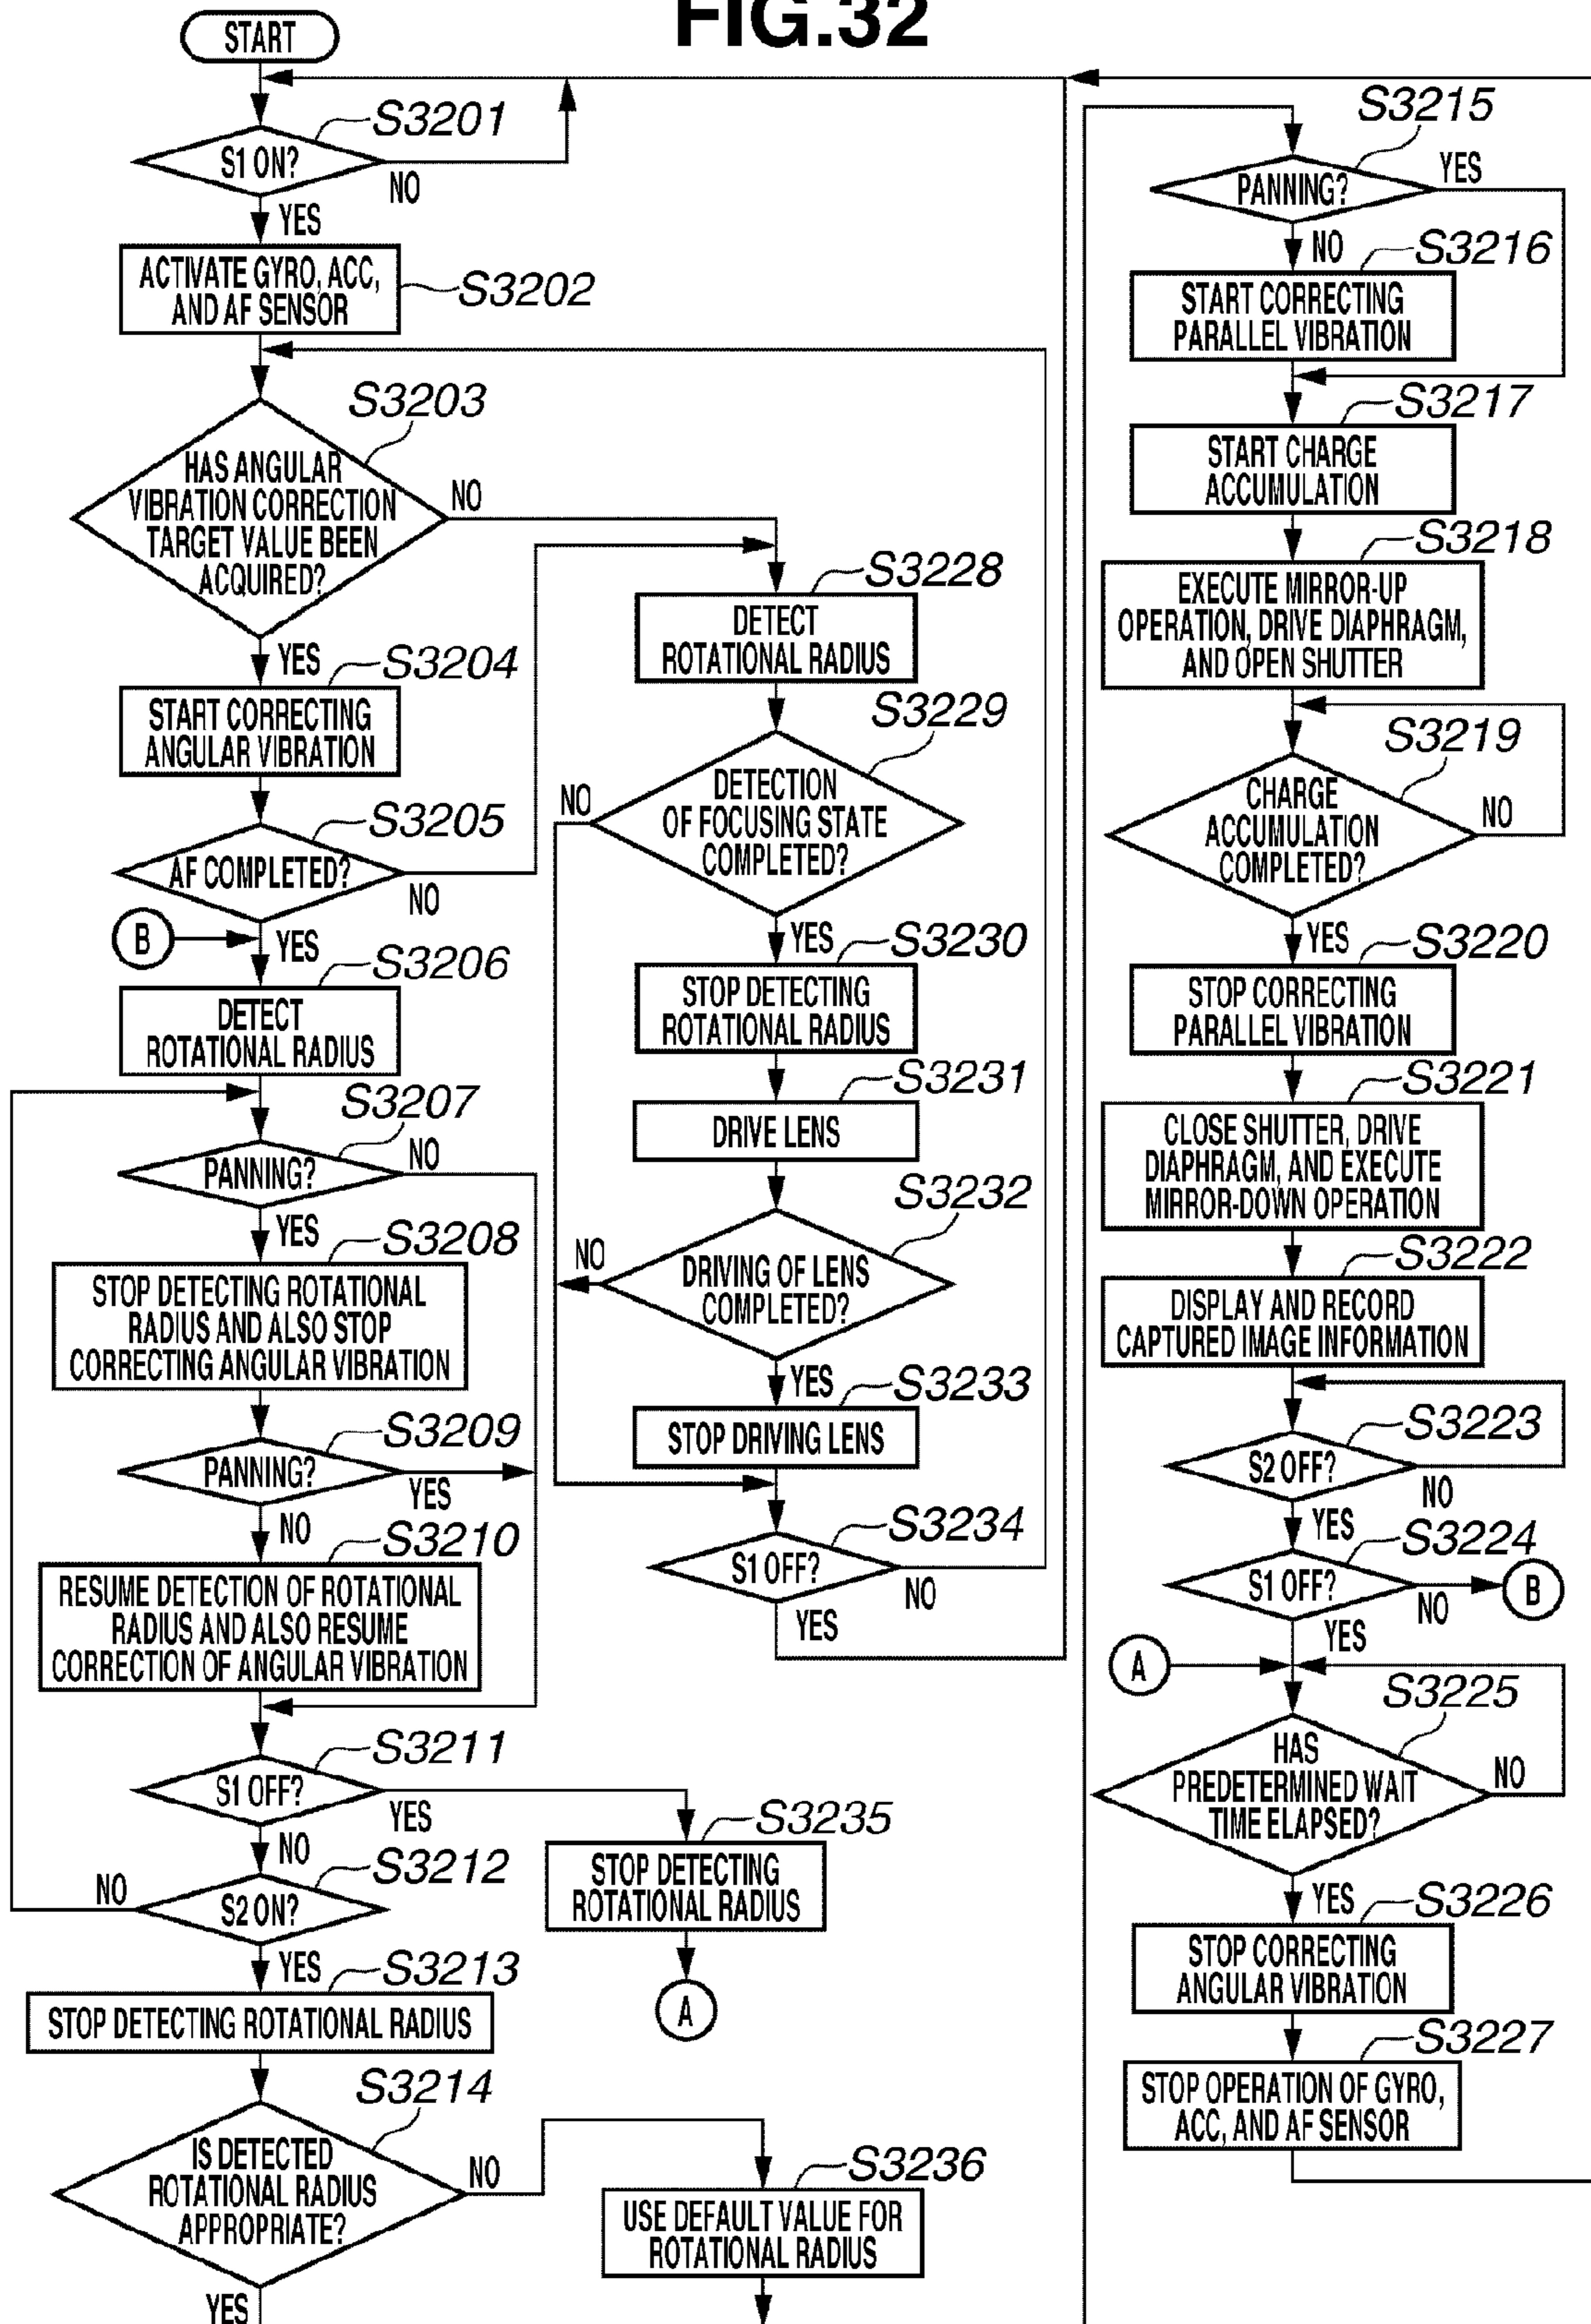 FIG.32
START
S3201
S1 ON?
NO
YES
ACTIVATE GYRO, ACC,
AND AF SENSOR
S3202
S3203
HAS ANGULAR
VIBRATION CORRECTION
TARGET VALUE BEEN
ACQUIRED?
NO
YES
S3204
START CORRECTING
ANGULAR VIBRATION
S3205
AF COMPLETED?
NO
B
YES
S3206
DETECT
ROTATIONAL RADIUS
S3207
PANNING?
NO
YES
S3208
STOP DETECTING ROTATIONAL
RADIUS AND ALSO STOP
CORRECTING ANGULAR VIBRATION
S3209
PANNING?
YES
NO
S3210
RESUME DETECTION OF ROTATIONAL
RADIUS AND ALSO RESUME
CORRECTION OF ANGULAR VIBRATION
S3211
S1 OFF?
YES
NO
S3212
NO
S2 ON?
YES
S3213
STOP DETECTING ROTATIONAL RADIUS
S3214
IS DETECTED
ROTATIONAL RADIUS
APPROPRIATE?
NO
YES
S3228
DETECT
ROTATIONAL RADIUS
S3229
DETECTION
OF FOCUSING STATE
COMPLETED?
NO
YES
S3230
STOP DETECTING
ROTATIONAL RADIUS
S3231
DRIVE LENS
S3232
NO
DRIVING OF LENS
COMPLETED?
YES
S3233
STOP DRIVING LENS
S3234
S1 OFF?
NO
YES
S3235
STOP DETECTING
ROTATIONAL RADIUS
A
S3236
USE DEFAULT VALUE FOR
ROTATIONAL RADIUS
S3215
PANNING?
YES
NO
S3216
START CORRECTING
PARALLEL VIBRATION
S3217
START CHARGE
ACCUMULATION
S3218
EXECUTE MIRROR-UP
OPERATION, DRIVE DIAPHRAGM,
AND OPEN SHUTTER
S3219
CHARGE
ACCUMULATION
COMPLETED?
NO
YES
S3220
STOP CORRECTING
PARALLEL VIBRATION
S3221
CLOSE SHUTTER, DRIVE
DIAPHRAGM, AND EXECUTE
MIRROR-DOWN OPERATION
S3222
DISPLAY AND RECORD
CAPTURED IMAGE INFORMATION
S3223
S2 OFF?
NO
YES
S3224
S1 OFF?
NO
B
YES
A
S3225
HAS
PREDETERMINED WAIT
TIME ELAPSED?
NO
YES
S3226
STOP CORRECTING
ANGULAR VIBRATION
S3227
STOP OPERATION OF GYRO,
ACC, AND AF SENSOR